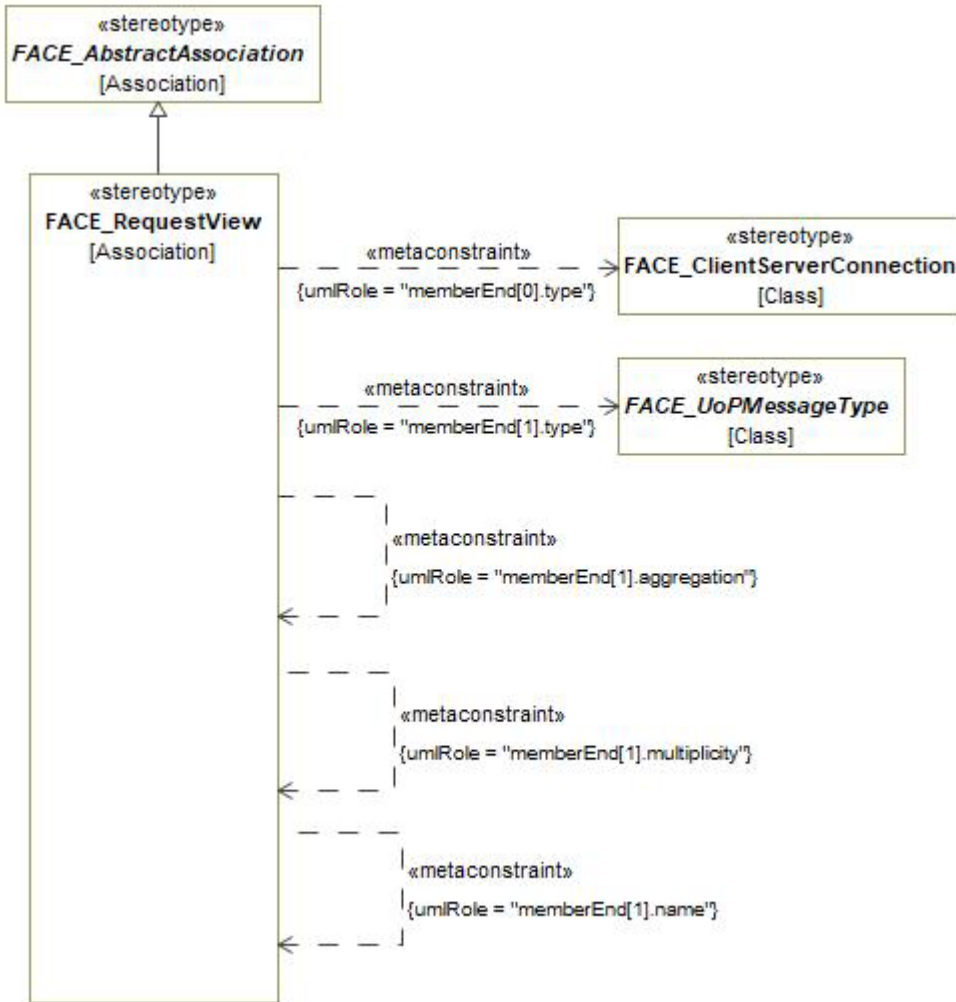 «stereotype»
FACE_AbstractAssociation
[Association]
«stereotype»
FACE_RequestView
[Association]
«metaconstraint»
{umlRole = "memberEnd[0].type"}
«stereotype»
FACE_ClientServerConnection
[Class]
«metaconstraint»
{umlRole = "memberEnd[1].type"}
«stereotype»
FACE_UoPMessageType
[Class]
«metaconstraint»
{umlRole = "memberEnd[1].aggregation"}
«metaconstraint»
{umlRole = "memberEnd[1].multiplicity"}
«metaconstraint»
{umlRole = "memberEnd[1].name"}